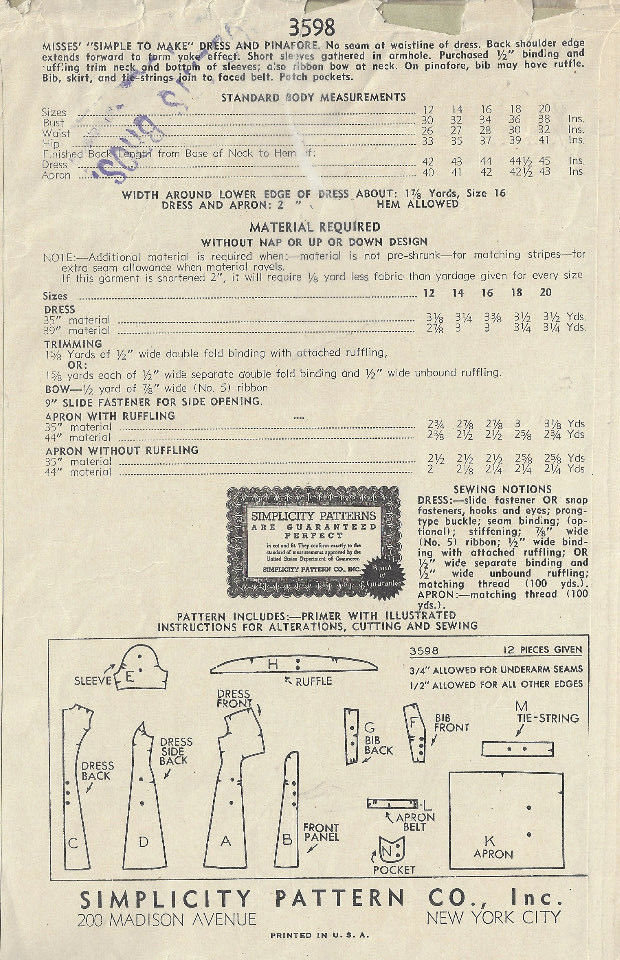 3598
MISSES' "SIMPLE TO MAKE" DRESS AND PINAFORE. No seam at waistline of dress. Back shoulder edge
extends forward to form yoke effect. Short sleeves gathered in armhole. Purchased ½" binding and
ruffling trim neck and bottom of sleeves; also ribbon bow at neck. On pinafore, bib may have ruffle.
Bib, skirt, and tie-strings join to faced belt. Patch pockets.
BROS.
STANDARD BODY MEASUREMENTS
Sizes 12 14 16 18 20
Bust 30 32 34 36 38 Ins.
Waist 26 27 28 30 32 Ins.
Hip 33 35 37 39 41 Ins.
Finished Back Length from Base of Neck to Hem of:
Dress 42 43 44 44½ 45 Ins.
Apron 40 41 42 42½ 43 Ins.
WIDTH AROUND LOWER EDGE OF DRESS ABOUT: 1⅞ Yards, Size 16
DRESS AND APRON: 2 " HEM ALLOWED
MATERIAL REQUIRED
WITHOUT NAP OR UP OR DOWN DESIGN
NOTE:—Additional material is required when:—material is not pre-shrunk—for matching stripes—for
extra seam allowance when material ravels.
If this garment is shortened 2", it will require ⅛ yard less fabric than yardage given for every size
Sizes 12 14 16 18 20
DRESS
35" material 3⅛ 3¼ 3⅜ 3½ 3½ Yds.
39" material 2⅞ 3 3 3¼ 3¼ Yds.
TRIMMING
1⅝ Yards of ½" wide double fold binding with attached ruffling,
OR:
1⅝ yards each of ½" wide separate double fold binding and ½" wide unbound ruffling.
BOW—½ yard of ⅞" wide (No. 5) ribbon
9" SLIDE FASTENER FOR SIDE OPENING.
APRON WITH RUFFLING
35" material 2¾ 2⅞ 2⅞ 3 3⅛ Yds
44" material 2⅜ 2½ 2½ 2⅝ 2¾ Yds
APRON WITHOUT RUFFLING
35" material 2½ 2½ 2½ 2⅝ 2⅝ Yds
44" material 2 2⅛ 2¼ 2¼ 2¼ Yds
SIMPLICITY PATTERNS
ARE GUARANTEED
PERFECT
in cut and fit. They conform exactly to the
standard of measurements approved by the
United States Department of Commerce.
SIMPLICITY PATTERN CO., INC.
Guarantee
SEWING NOTIONS
DRESS:—slide fastener OR snap
fasteners, hooks and eyes; prong-
type buckle; seam binding; (op-
tional); stiffening; ⅞" wide
(No. 5) ribbon; ½" wide bind-
ing with attached ruffling; OR
½" wide separate binding and
½" wide unbound ruffling;
matching thread (100 yds.).
APRON:—matching thread (100
yds.).
PATTERN INCLUDES:—PRIMER WITH ILLUSTRATED
INSTRUCTIONS FOR ALTERATIONS, CUTTING AND SEWING
3598 12 PIECES GIVEN
3/4" ALLOWED FOR UNDERARM SEAMS
1/2" ALLOWED FOR ALL OTHER EDGES
SLEEVE E
H
RUFFLE
DRESS
FRONT
DRESS
BACK
C
DRESS
SIDE
BACK
D
A
B
FRONT
PANEL
G
BIB
BACK
F
BIB
FRONT
M
TIE-STRING
L
APRON
BELT
N
POCKET
K
APRON
SIMPLICITY PATTERN CO., Inc.
200 MADISON AVENUE NEW YORK CITY
PRINTED IN U. S. A.